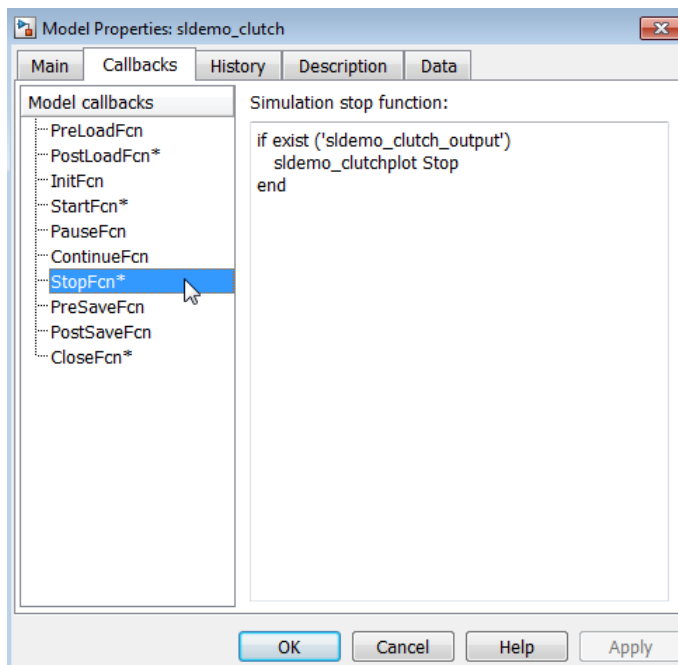 Model Properties: sldemo_clutch
Main Callbacks History Description Data
Model callbacks
PreLoadFcn
PostLoadFcn*
InitFcn
StartFcn*
PauseFcn
ContinueFcn
StopFcn*
PreSaveFcn
PostSaveFcn
CloseFcn*
Simulation stop function:
if exist ('sldemo_clutch_output')
sldemo_clutchplot Stop
end
OK Cancel Help Apply